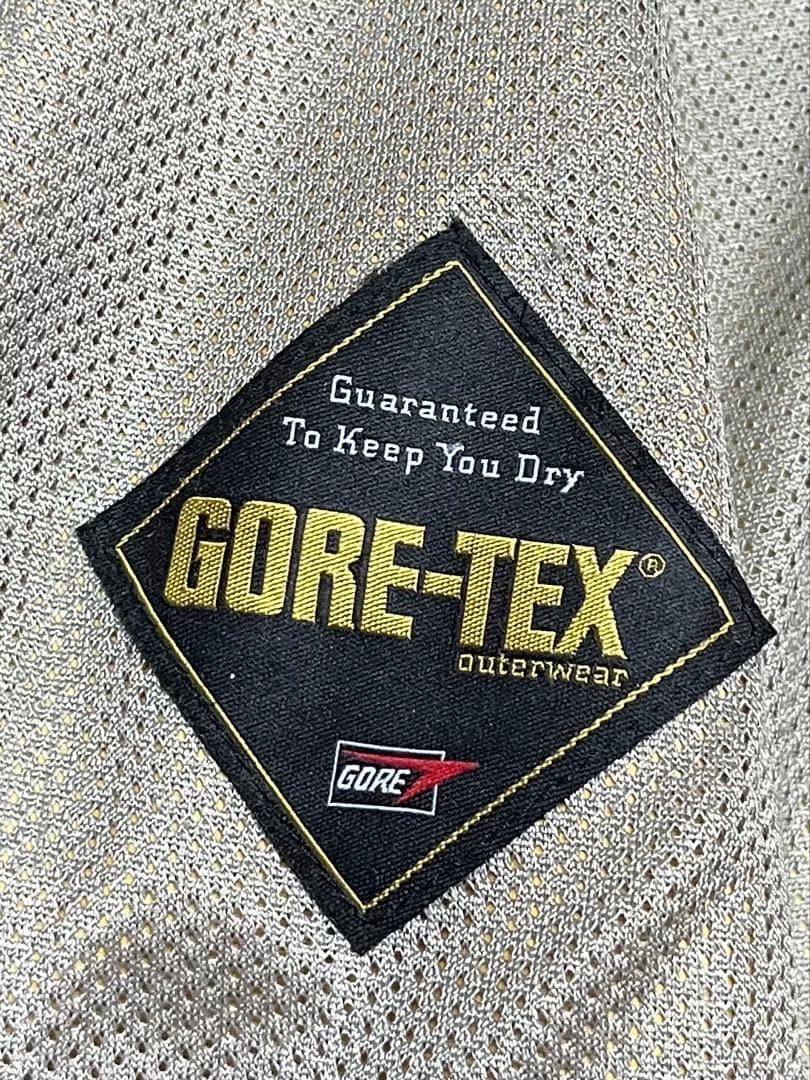 Guaranteed
To Keep You Dry
GORE-TEX®
outerwear
GORE